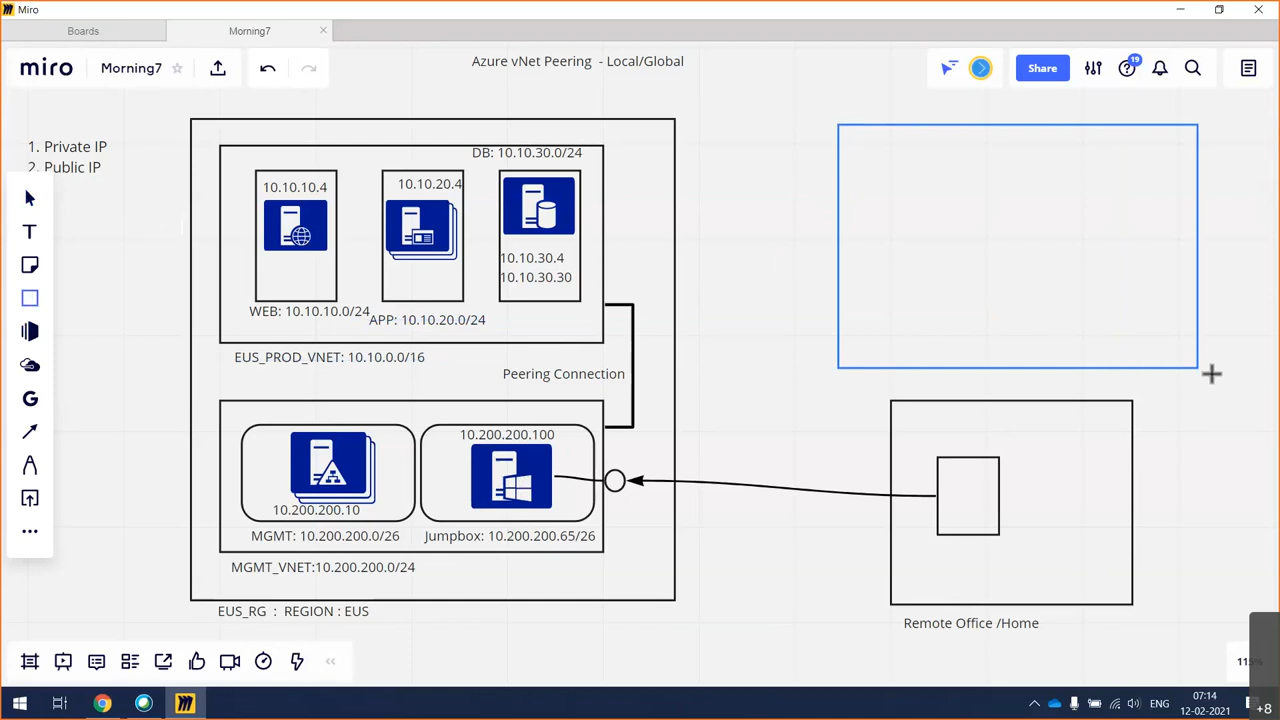 Miro
Boards
Morning7
miro
Morning7
Share
19
Azure vNet Peering - Local/Global
1. Private IP
2. Public IP
DB: 10.10.30.0/24
10.10.10.4
10.10.20.4
10.10.30.4
10.10.30.30
WEB: 10.10.10.0/24
APP: 10.10.20.0/24
EUS_PROD_VNET: 10.10.0.0/16
Peering Connection
10.200.200.100
10.200.200.10
MGMT: 10.200.200.0/26
Jumpbox: 10.200.200.65/26
MGMT_VNET:10.200.200.0/24
EUS_RG : REGION : EUS
Remote Office /Home
ENG
07:14
12-02-2021
+8